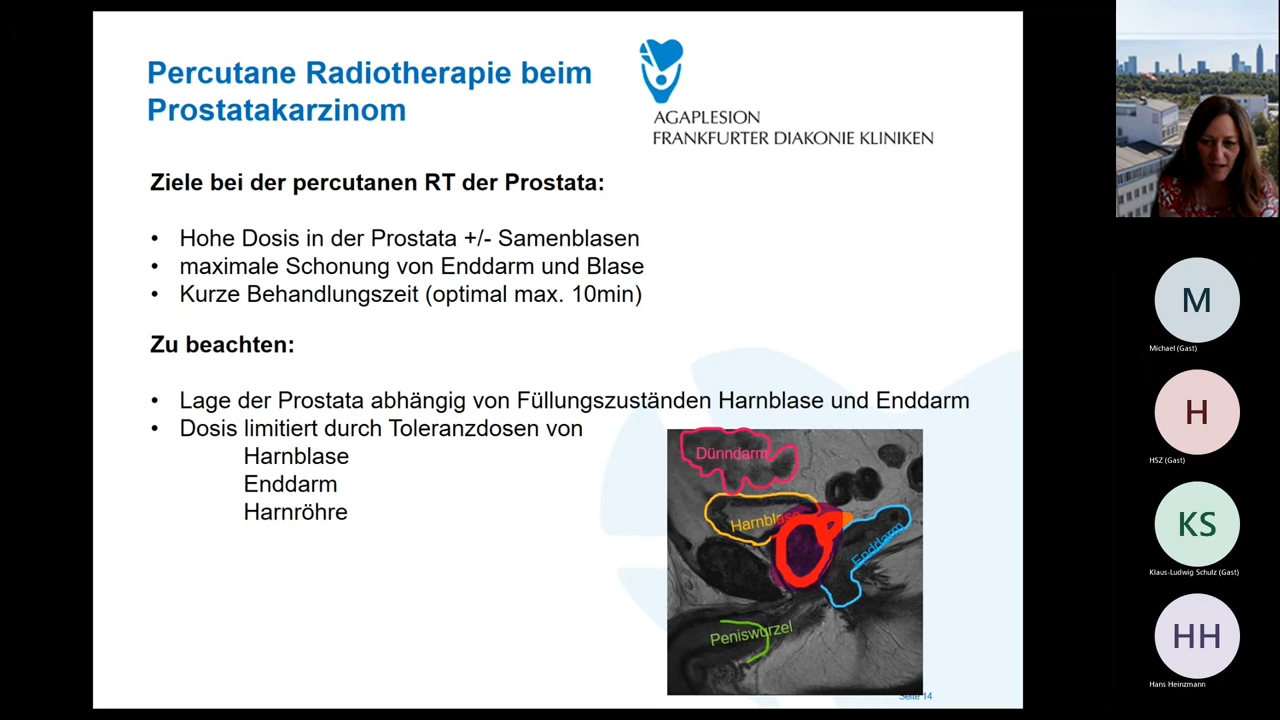 Percutane Radiotherapie beim
Prostatakarzinom
AGAPLESION
FRANKFURTER DIAKONIE KLINIKEN
Ziele bei der percutanen RT der Prostata:
• Hohe Dosis in der Prostata +/- Samenblasen
• maximale Schonung von Enddarm und Blase
• Kurze Behandlungszeit (optimal max. 10min)
Zu beachten:
• Lage der Prostata abhängig von Füllungszuständen Harnblase und Enddarm
• Dosis limitiert durch Toleranzdosen von
Harnblase
Enddarm
Harnröhre
Dünndarm
Harnblase
Enddarm
Peniswurzel
Seite 14
M
Michael (Gast)
H
HSZ (Gast)
KS
Klaus-Ludwig Schulz (Gast)
HH
Hans Heinzmann